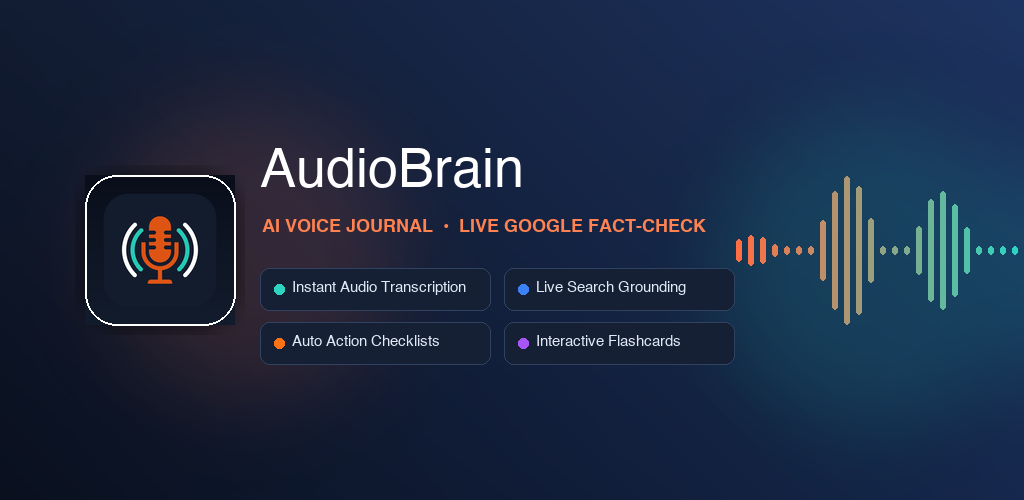 AudioBrain
AI VOICE JOURNAL • LIVE GOOGLE FACT-CHECK
Instant Audio Transcription
Live Search Grounding
Auto Action Checklists
Interactive Flashcards